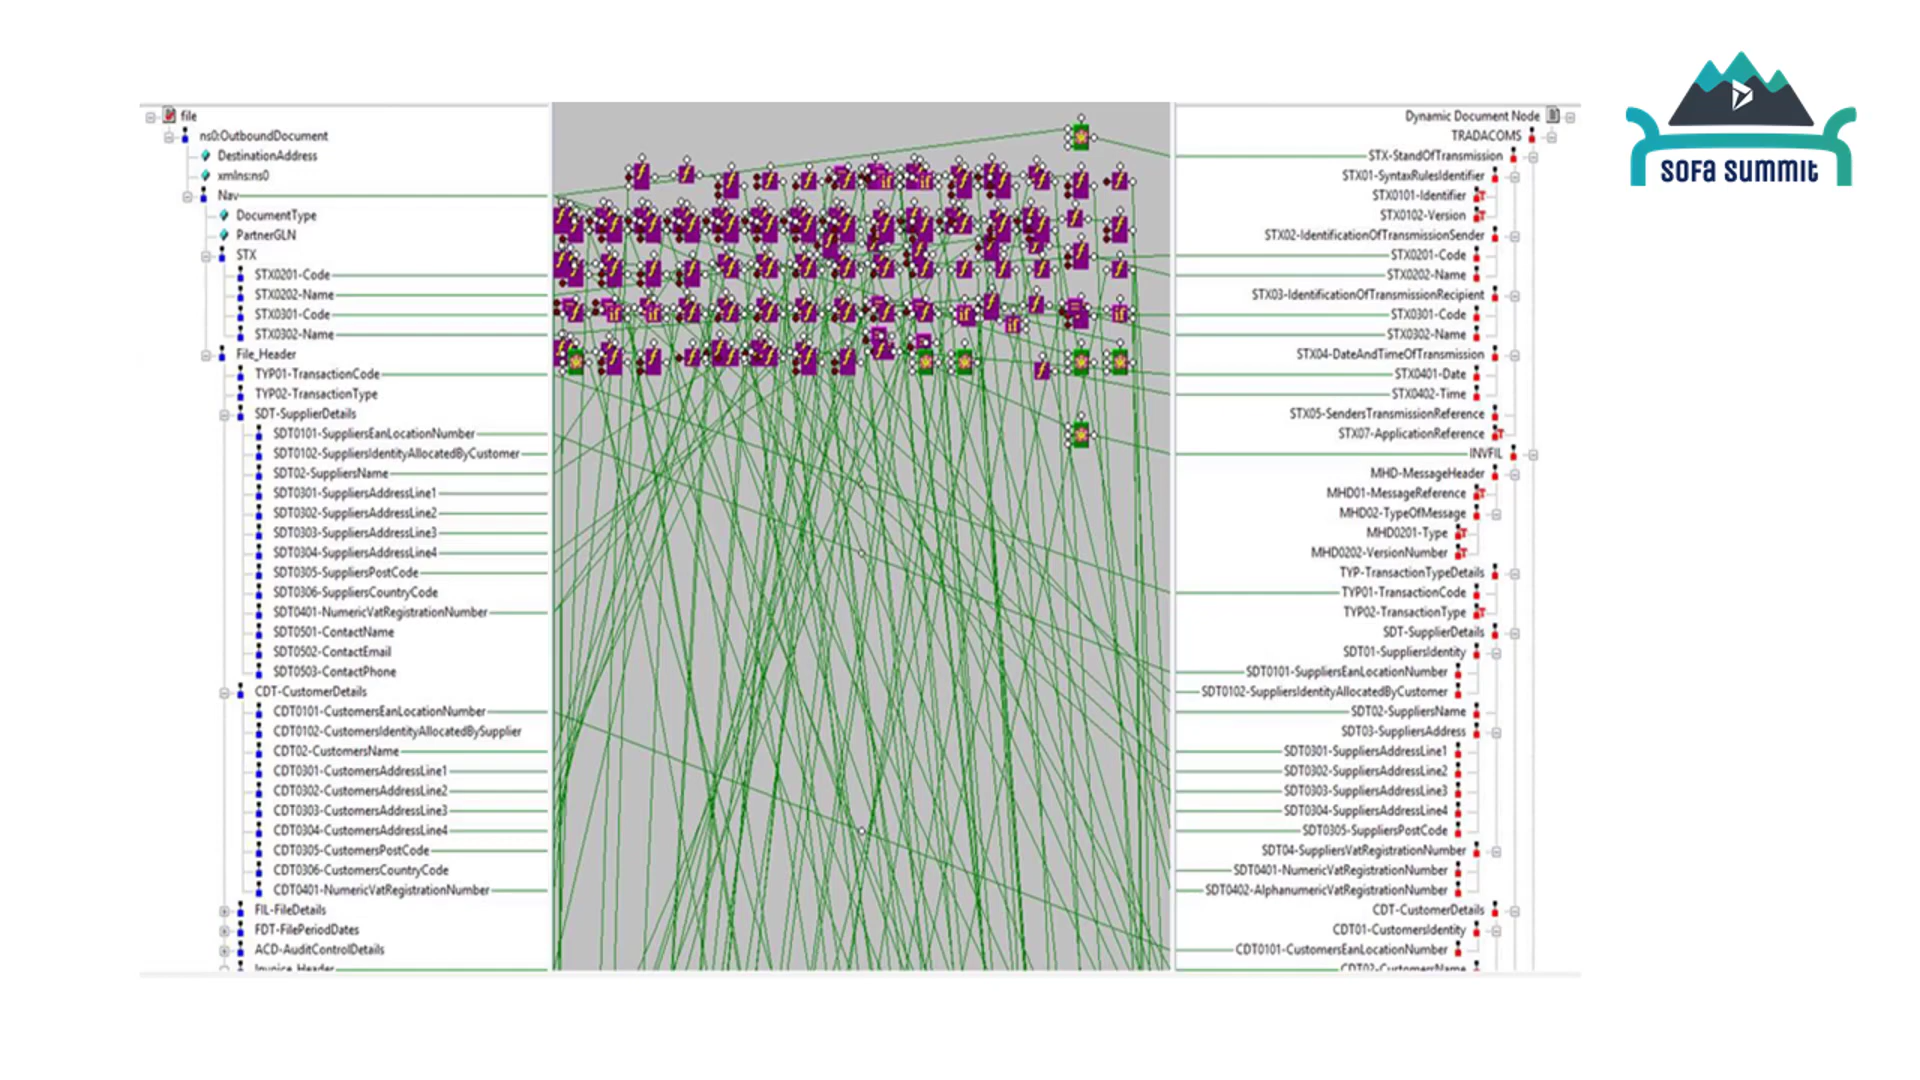 file
ns0:OutboundDocument
DestinationAddress
xmlns:ns0
Nav
DocumentType
PartnerGLN
STX
STX0201-Code
STX0202-Name
STX0301-Code
STX0302-Name
File_Header
TYP01-TransactionCode
TYP02-TransactionType
SDT-SupplierDetails
SDT0101-SuppliersEanLocationNumber
SDT0102-SuppliersIdentityAllocatedByCustomer
SDT02-SuppliersName
SDT0301-SuppliersAddressLine1
SDT0302-SuppliersAddressLine2
SDT0303-SuppliersAddressLine3
SDT0304-SuppliersAddressLine4
SDT0305-SuppliersPostCode
SDT0306-SuppliersCountryCode
SDT0401-NumericVatRegistrationNumber
SDT0501-ContactName
SDT0502-ContactEmail
SDT0503-ContactPhone
CDT-CustomerDetails
CDT0101-CustomersEanLocationNumber
CDT0102-CustomersIdentityAllocatedBySupplier
CDT02-CustomersName
CDT0301-CustomersAddressLine1
CDT0302-CustomersAddressLine2
CDT0303-CustomersAddressLine3
CDT0304-CustomersAddressLine4
CDT0305-CustomersPostCode
CDT0306-CustomersCountryCode
CDT0401-NumericVatRegistrationNumber
FIL-FileDetails
FDT-FilePeriodDates
ACD-AuditControlDetails
Invoice_Header
Dynamic Document Node
TRADACOMS
STX-StandOfTransmission
STX01-SyntaxRulesIdentifier
STX0101-Identifier
STX0102-Version
STX02-IdentificationOfTransmissionSender
STX0201-Code
STX0202-Name
STX03-IdentificationOfTransmissionRecipient
STX0301-Code
STX0302-Name
STX04-DateAndTimeOfTransmission
STX0401-Date
STX0402-Time
STX05-SendersTransmissionReference
STX07-ApplicationReference
INVFIL
MHD-MessageHeader
MHD01-MessageReference
MHD02-TypeOfMessage
MHD0201-Type
MHD0202-VersionNumber
TYP-TransactionTypeDetails
TYP01-TransactionCode
TYP02-TransactionType
SDT-SupplierDetails
SDT01-SuppliersIdentity
SDT0101-SuppliersEanLocationNumber
SDT0102-SuppliersIdentityAllocatedByCustomer
SDT02-SuppliersName
SDT03-SuppliersAddress
SDT0301-SuppliersAddressLine1
SDT0302-SuppliersAddressLine2
SDT0303-SuppliersAddressLine3
SDT0304-SuppliersAddressLine4
SDT0305-SuppliersPostCode
SDT04-SuppliersVatRegistrationNumber
SDT0401-NumericVatRegistrationNumber
SDT0402-AlphanumericVatRegistrationNumber
CDT-CustomerDetails
CDT01-CustomersIdentity
CDT0101-CustomersEanLocationNumber
CDT02-CustomersName
SOFA SUMMIT